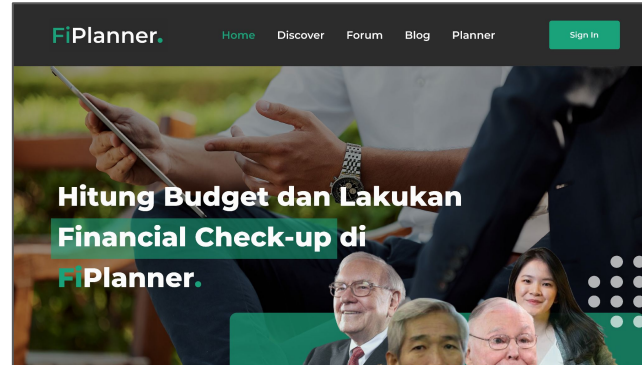 FiPlanner.
Home Discover Forum Blog Planner Sign In
Hitung Budget dan Lakukan
Financial Check-up di
FiPlanner.